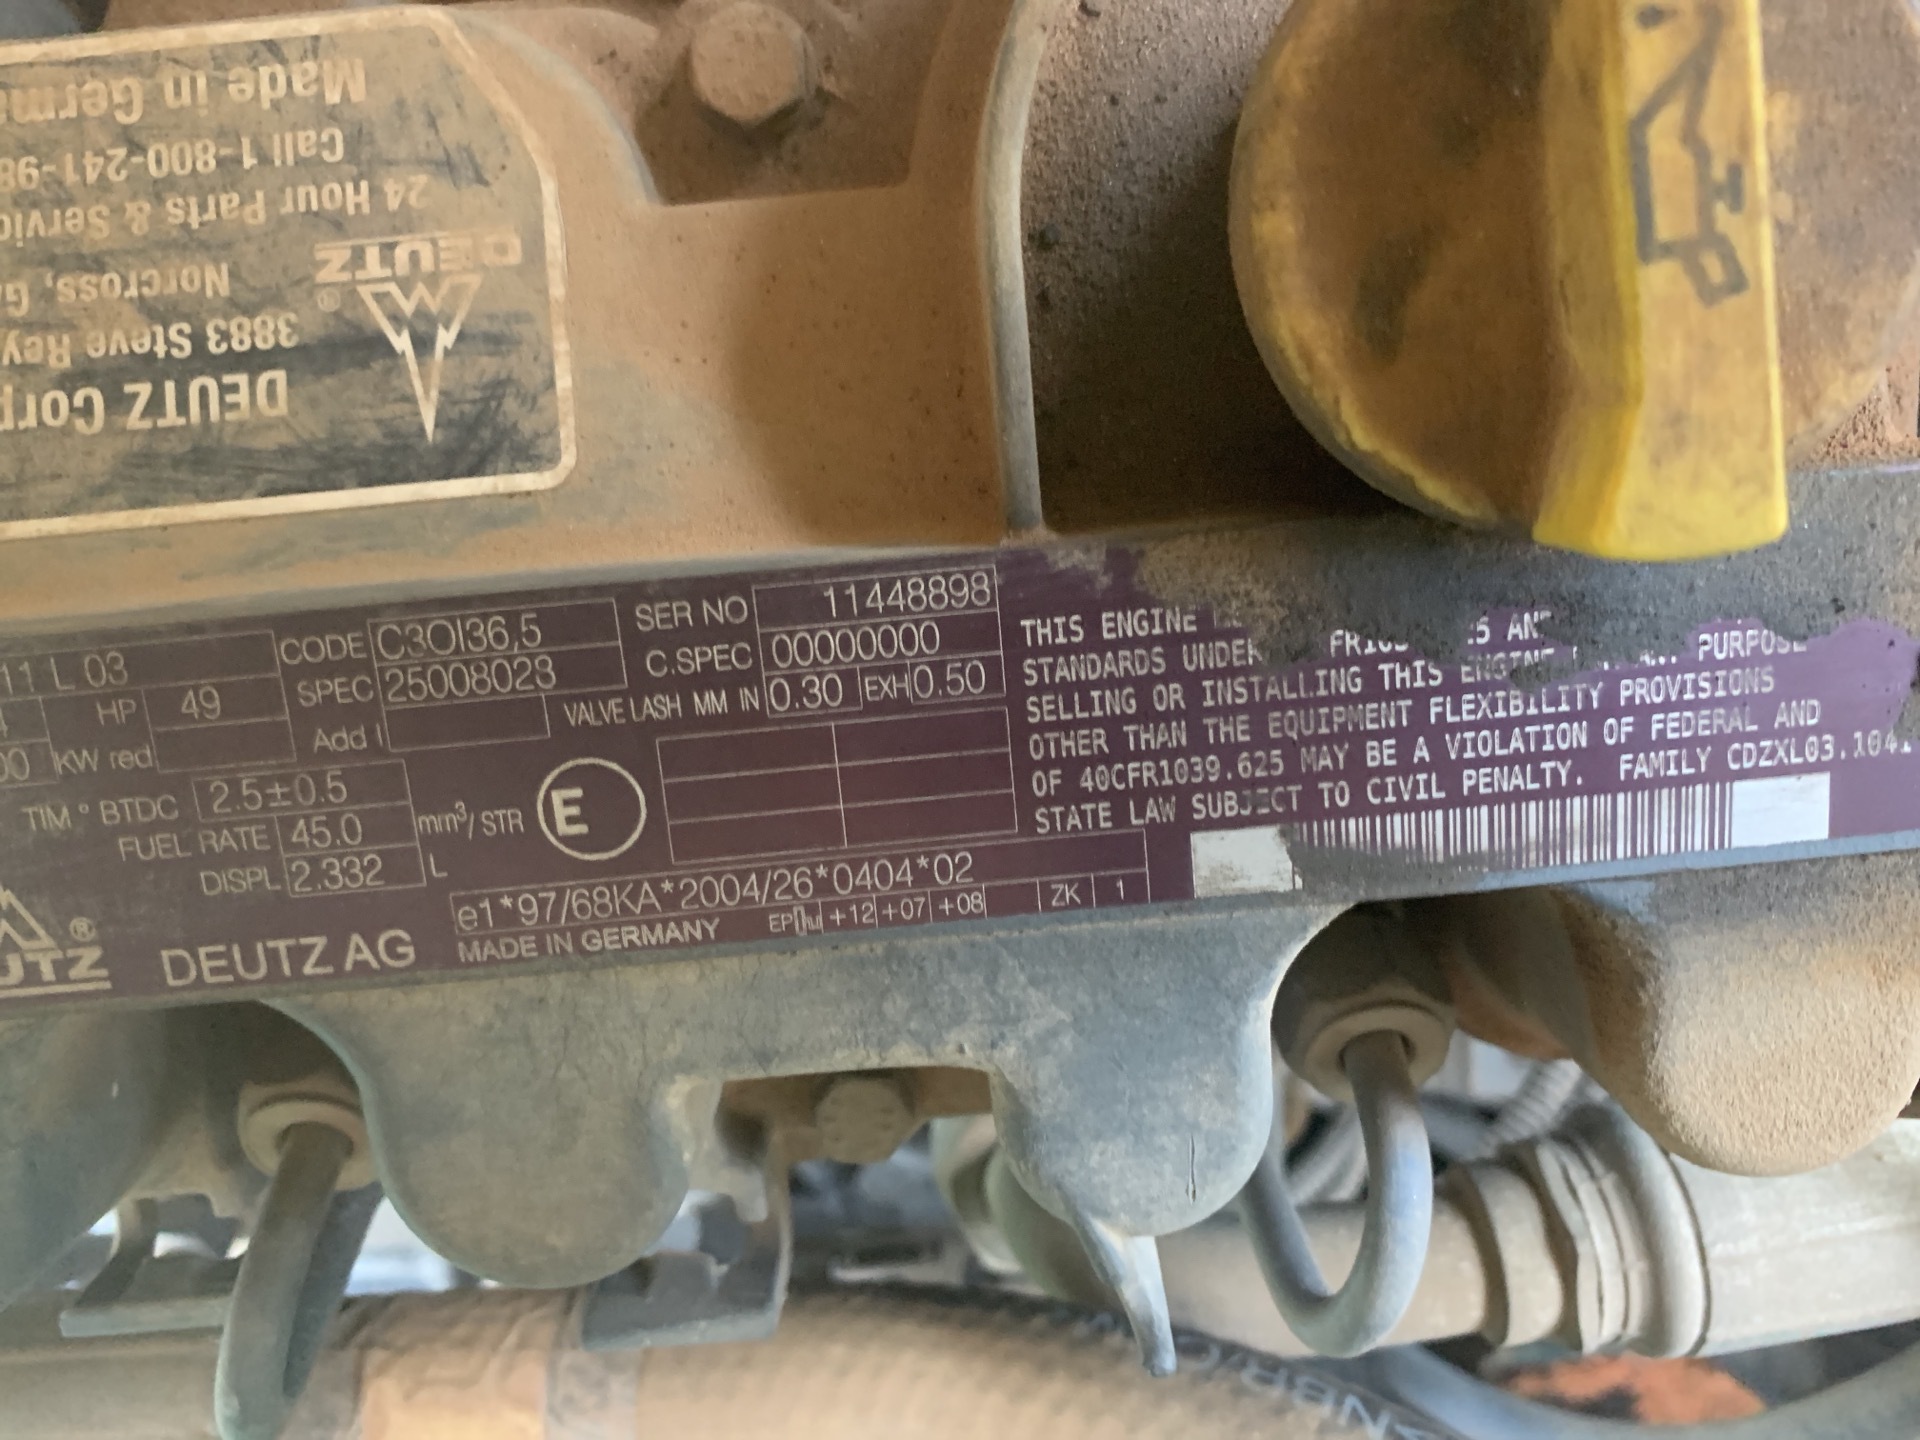 Made in Germa
Call 1-800-241-98
24 Hour Parts & Servic
DEUTZ ®
Norcross, G
3883 Steve Rey
DEUTZ Corp
11 L 03
CODE C3OI36,5
SER NO 11448898
HP 49
SPEC 25008028
C.SPEC 00000000
00 kW red
Add I
VALVE LASH MM IN 0.30 EXH 0.50
TIM ° BTDC 2.5±0.5
FUEL RATE 45.0 mm³/ STR
DISPL 2.332 L
E
e1*97/68KA*2004/26*0404*02
UTZ ®
DEUTZ AG
MADE IN GERMANY
+12 +07 +08
ZK 1
THIS ENGINE
STANDARDS UNDER PURPOSE
SELLING OR INSTALLING THIS ENGINE
OTHER THAN THE EQUIPMENT FLEXIBILITY PROVISIONS
OF 40CFR1039.625 MAY BE A VIOLATION OF FEDERAL AND
STATE LAW SUBJECT TO CIVIL PENALTY. FAMILY CDZXL03.1041
NBR/C